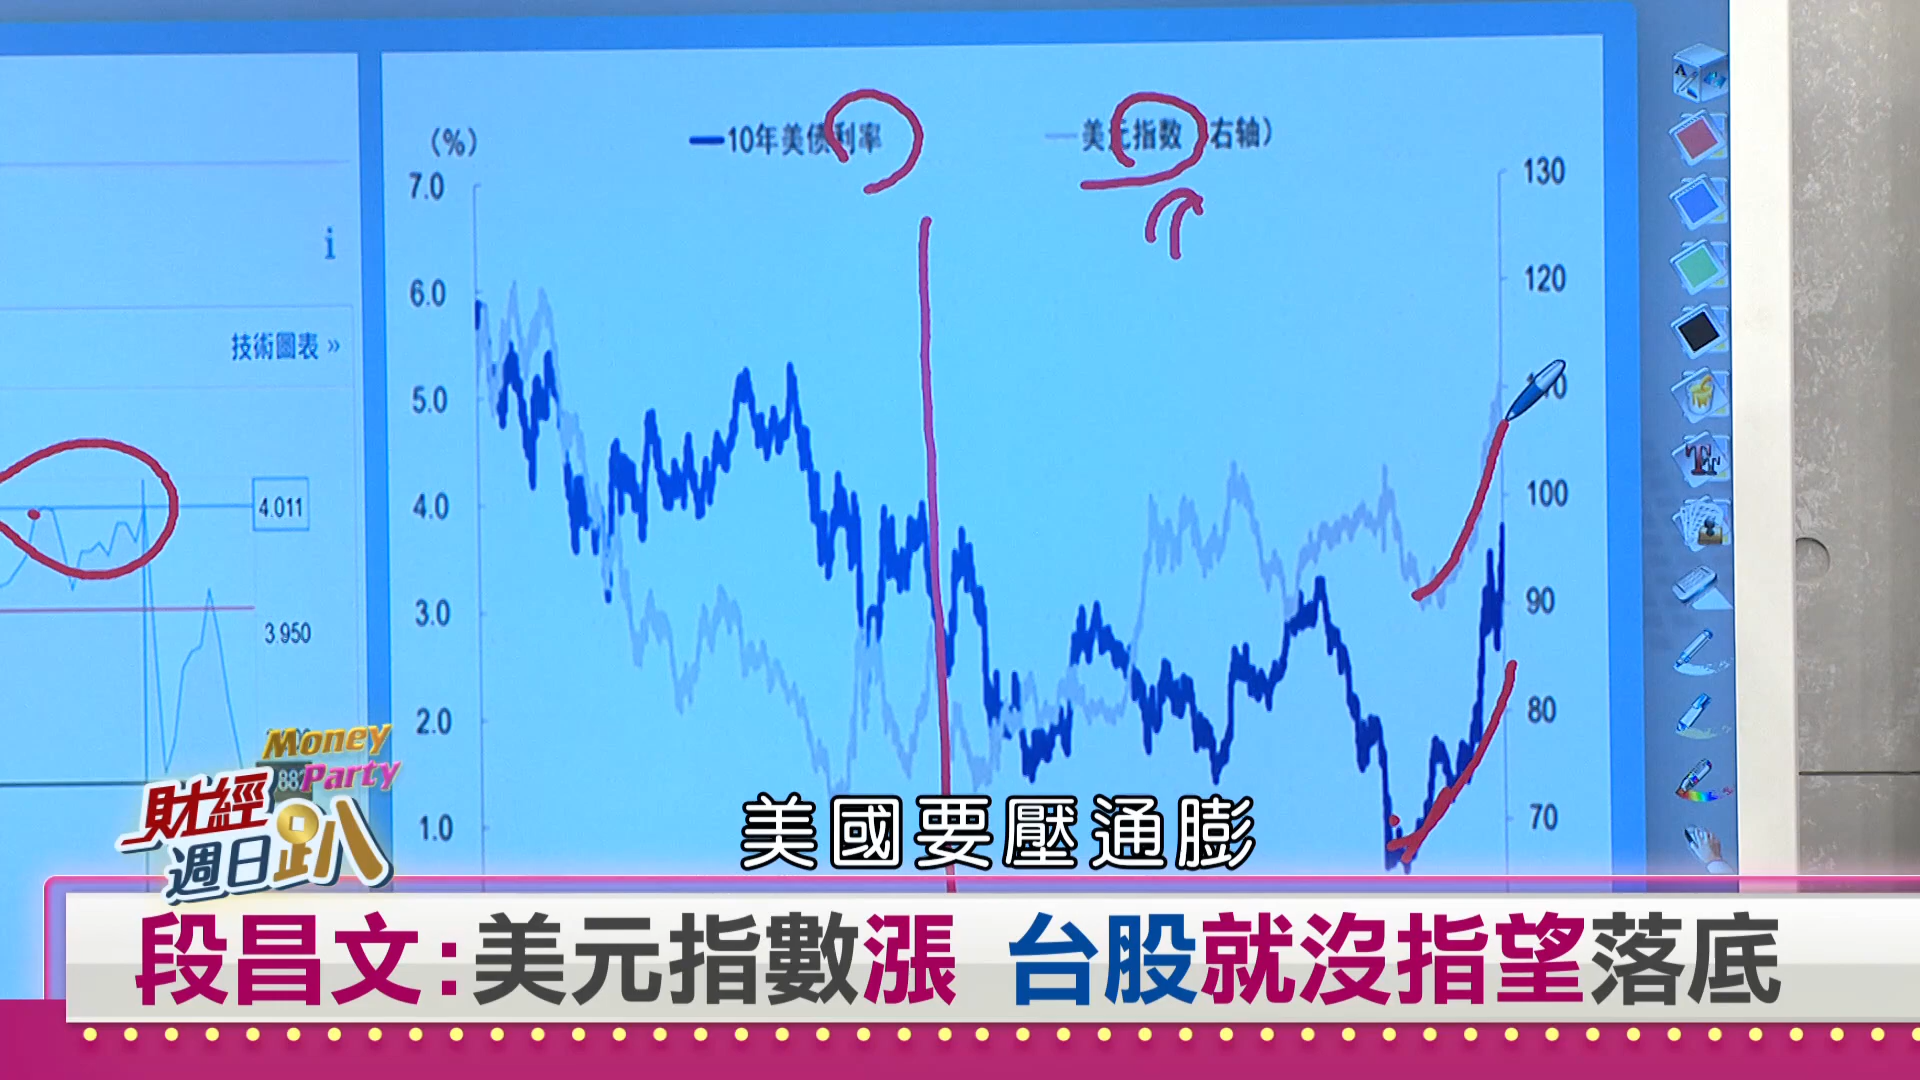 (%)
10年美债利率
美元指数(右轴)
7.0
6.0
5.0
4.0
3.0
2.0
1.0
130
120
100
90
80
70
i
技術圖表 »
4.011
3.950
Money
Party
財經
週日趴
美國要壓通膨
段昌文:美元指數漲 台股就沒指望落底